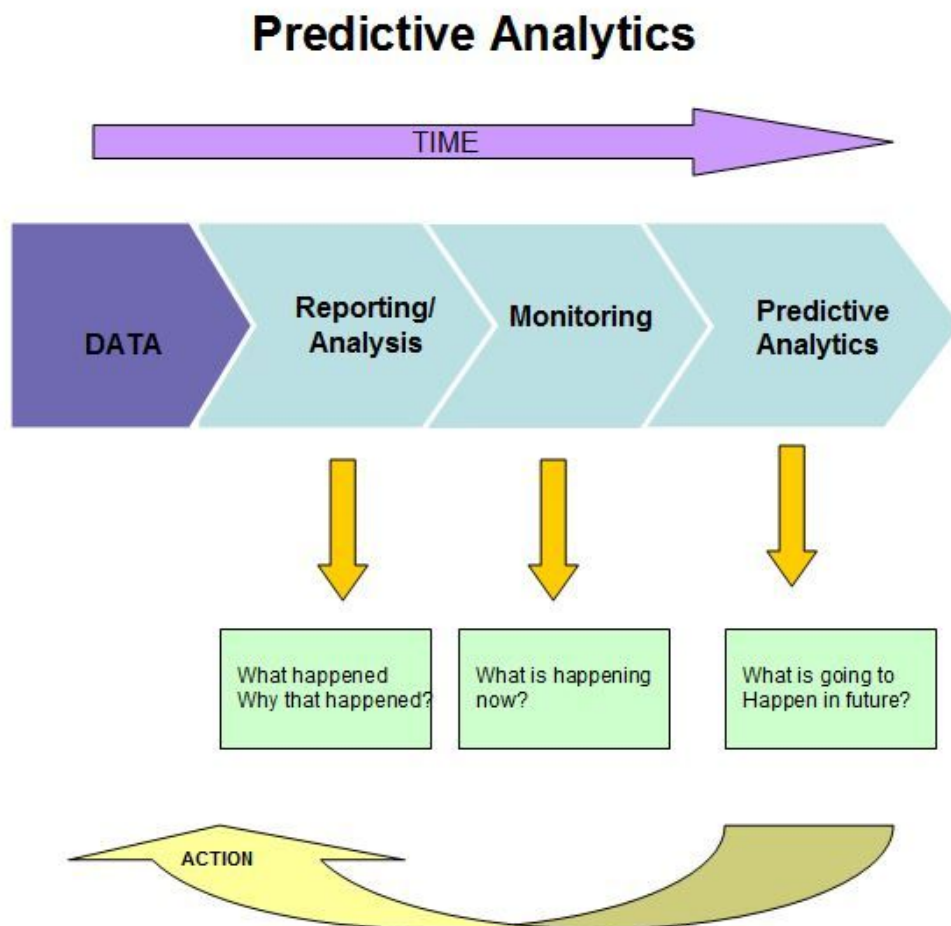 Predictive Analytics
TIME
DATA
Reporting/
Analysis
Monitoring
Predictive
Analytics
What happened
Why that happened?
What is happening
now?
What is going to
Happen in future?
ACTION